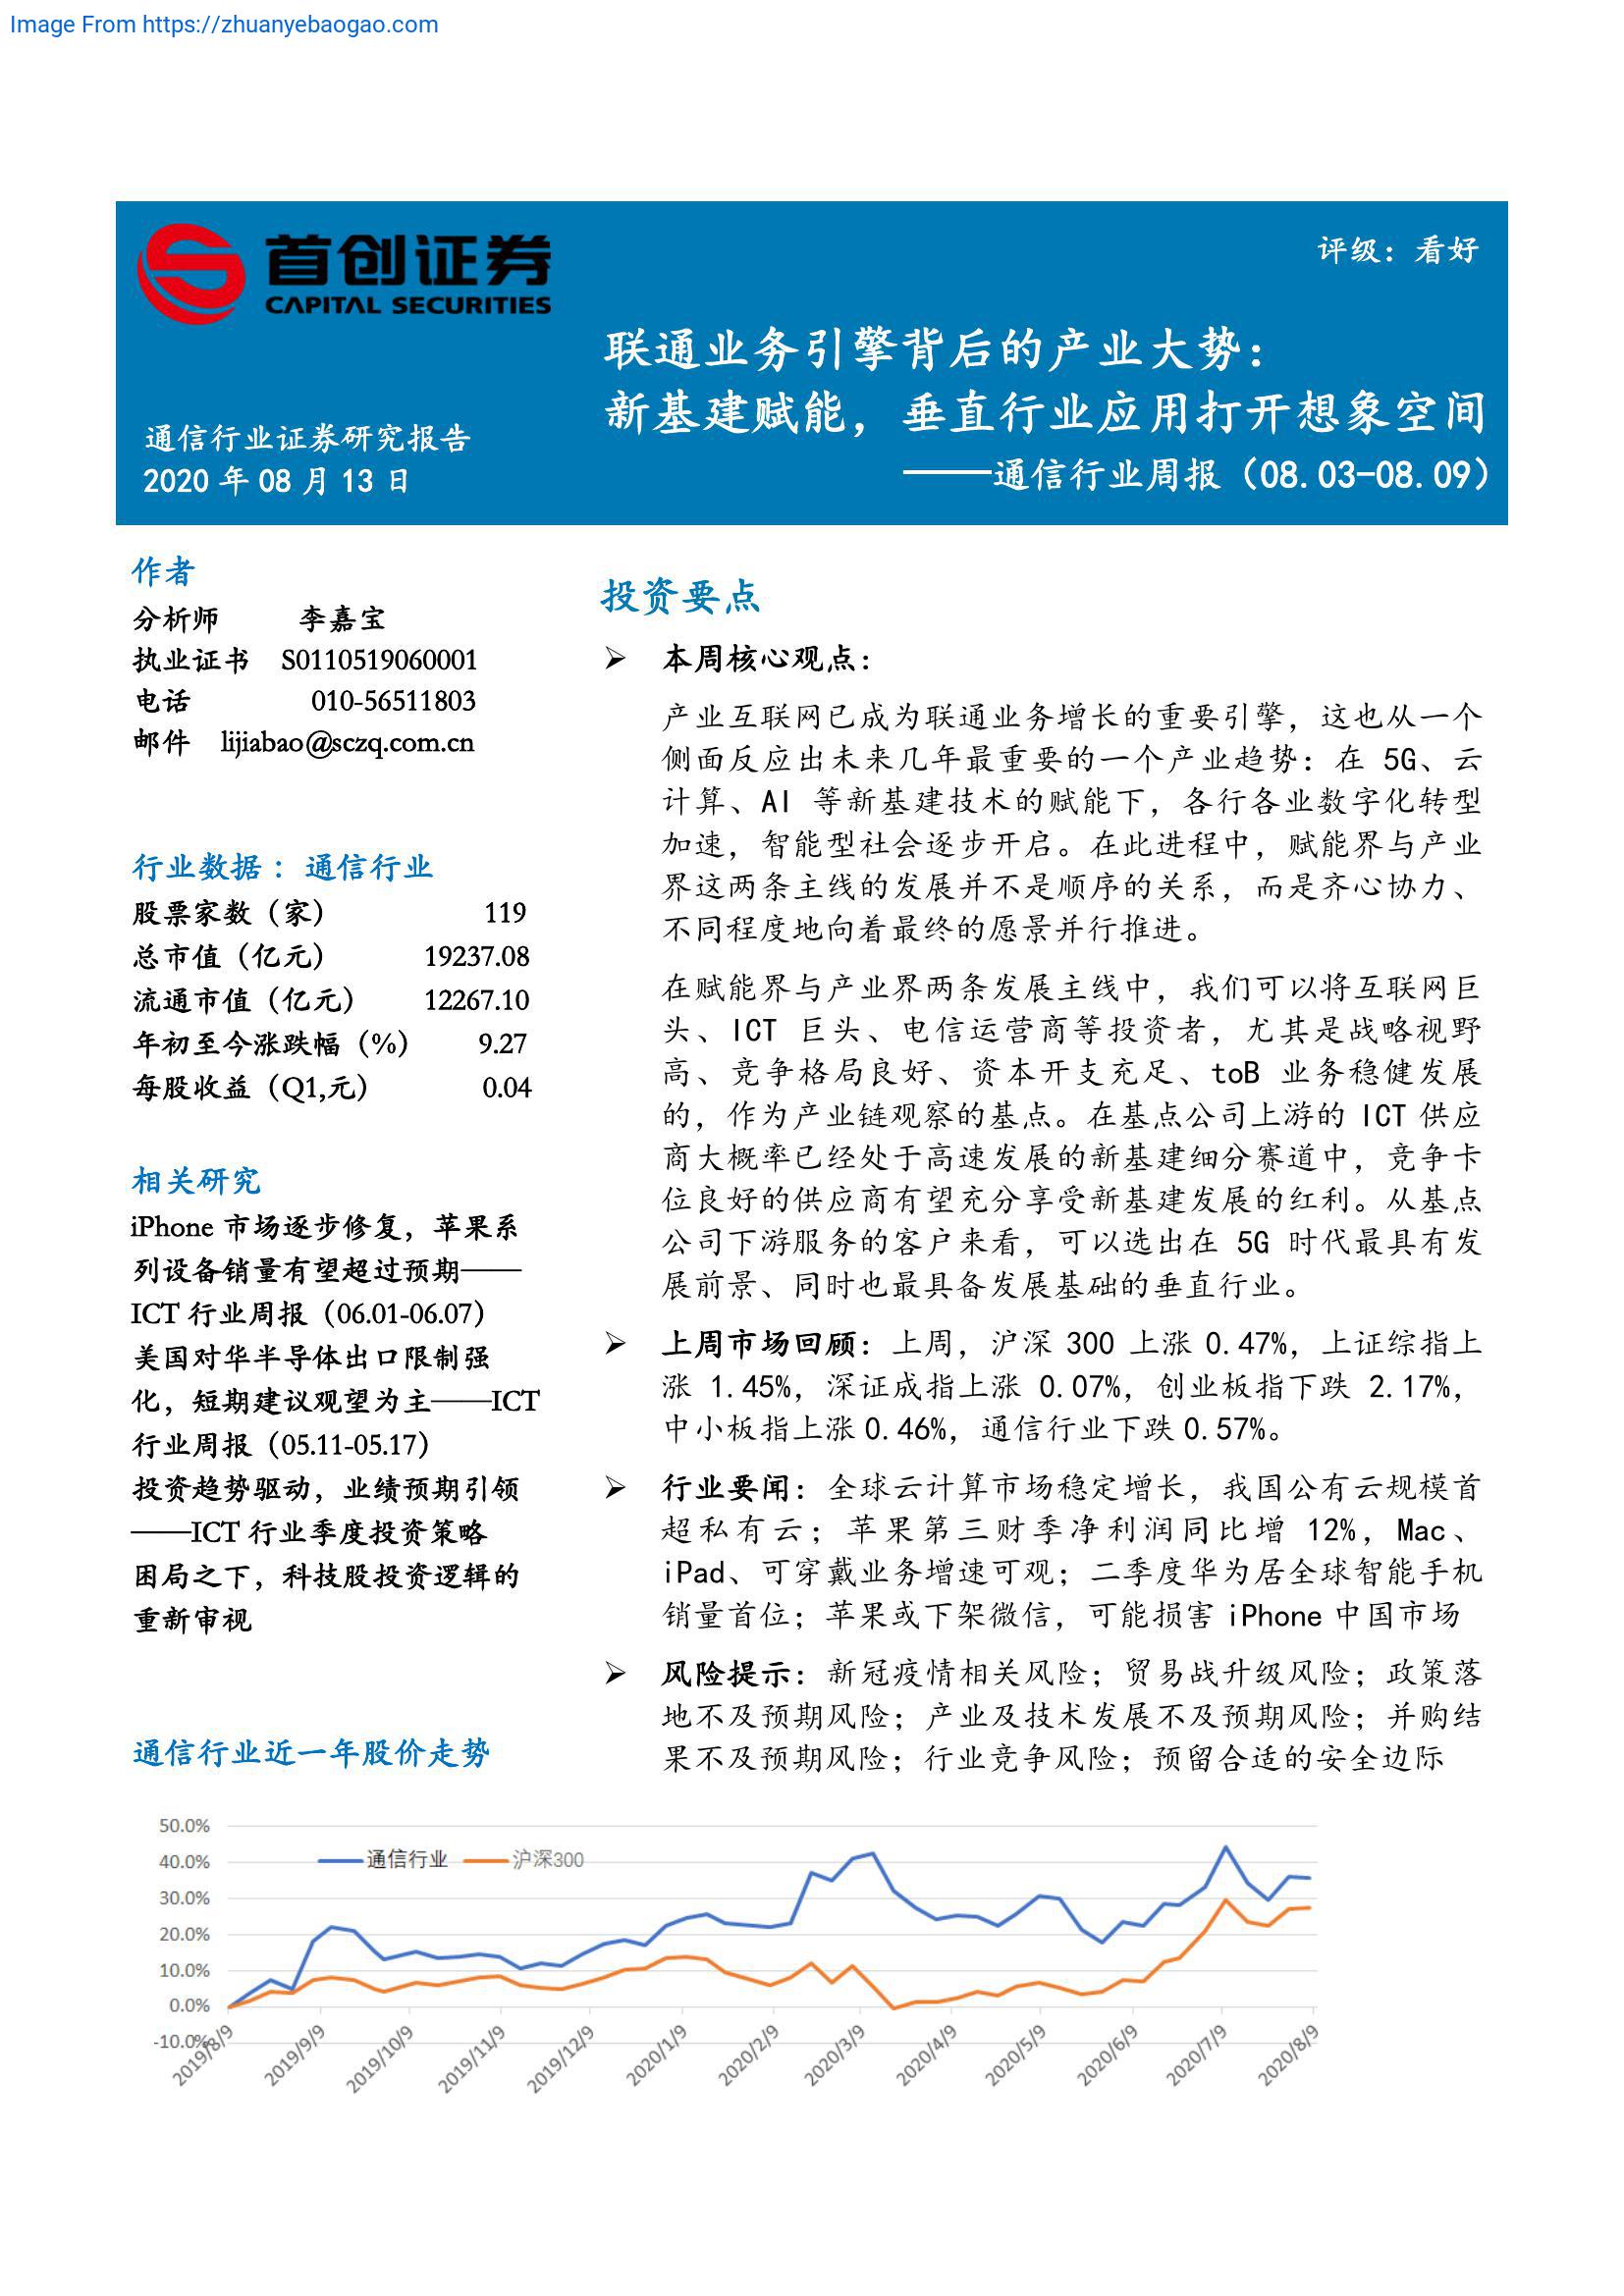 Image From https://zhuanyebaogao.com
首创证券
CAPITAL SECURITIES
评级：看好
联通业务引擎背后的产业大势：
新基建赋能，垂直行业应用打开想象空间
——通信行业周报（08.03-08.09）
通信行业证券研究报告
2020 年 08 月 13 日
作者
分析师 李嘉宝
执业证书 S0110519060001
电话 010-56511803
邮件 lijiabao@sczq.com.cn
行业数据：通信行业
股票家数（家） 119
总市值（亿元） 19237.08
流通市值（亿元） 12267.10
年初至今涨跌幅（%） 9.27
每股收益（Q1,元） 0.04
相关研究
iPhone 市场逐步修复，苹果系
列设备销量有望超过预期——
ICT 行业周报（06.01-06.07）
美国对华半导体出口限制强
化，短期建议观望为主——ICT
行业周报（05.11-05.17）
投资趋势驱动，业绩预期引领
——ICT 行业季度投资策略
困局之下，科技股投资逻辑的
重新审视
投资要点
➢ 本周核心观点：
产业互联网已成为联通业务增长的重要引擎，这也从一个
侧面反应出未来几年最重要的一个产业趋势：在 5G、云
计算、AI 等新基建技术的赋能下，各行各业数字化转型
加速，智能型社会逐步开启。在此进程中，赋能界与产业
界这两条主线的发展并不是顺序的关系，而是齐心协力、
不同程度地向着最终的愿景并行推进。
在赋能界与产业界两条发展主线中，我们可以将互联网巨
头、ICT 巨头、电信运营商等投资者，尤其是战略视野
高、竞争格局良好、资本开支充足、toB 业务稳健发展
的，作为产业链观察的基点。在基点公司上游的 ICT 供应
商大概率已经处于高速发展的新基建细分赛道中，竞争卡
位良好的供应商有望充分享受新基建发展的红利。从基点
公司下游服务的客户来看，可以选出在 5G 时代最具有发
展前景、同时也最具备发展基础的垂直行业。
➢ 上周市场回顾：上周，沪深 300 上涨 0.47%，上证综指上
涨 1.45%，深证成指上涨 0.07%，创业板指下跌 2.17%，
中小板指上涨 0.46%，通信行业下跌 0.57%。
➢ 行业要闻：全球云计算市场稳定增长，我国公有云规模首
超私有云；苹果第三财季净利润同比增 12%，Mac、
iPad、可穿戴业务增速可观；二季度华为居全球智能手机
销量首位；苹果或下架微信，可能损害 iPhone 中国市场
➢ 风险提示：新冠疫情相关风险；贸易战升级风险；政策落
地不及预期风险；产业及技术发展不及预期风险；并购结
果不及预期风险；行业竞争风险；预留合适的安全边际
通信行业近一年股价走势
50.0%
40.0%
30.0%
20.0%
10.0%
0.0%
-10.0%
通信行业 沪深300
2019/8/9 2019/9/9 2019/10/9 2019/11/9 2019/12/9 2020/1/9 2020/2/9 2020/3/9 2020/4/9 2020/5/9 2020/6/9 2020/7/9 2020/8/9